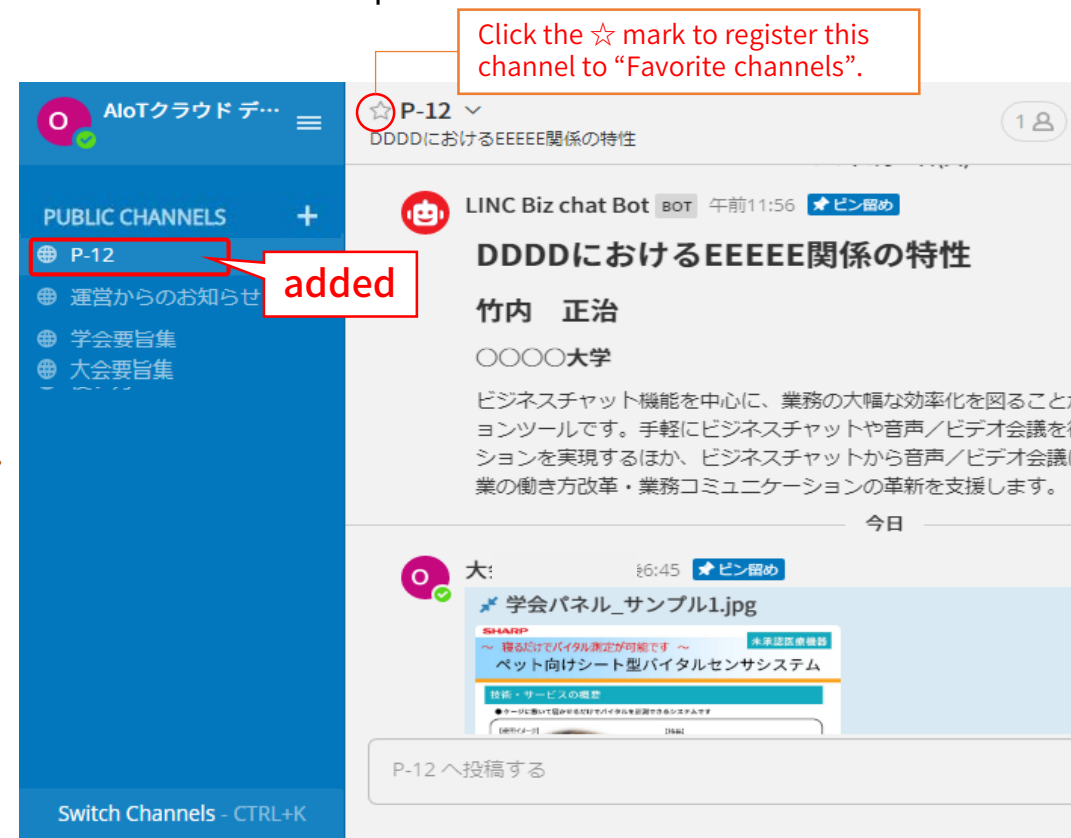 Click the ☆ mark to register this
channel to “Favorite channels”.
O
AIoTクラウド デ…
☆ P-12
DDDDにおけるEEEEE関係の特性
1
PUBLIC CHANNELS +
P-12
added
運営からのお知らせ
学会要旨集
大会要旨集
LINC Biz chat Bot BOT 午前11:56 ピン留め
DDDDにおけるEEEEE関係の特性
竹内 正治
○○○○大学
ビジネスチャット機能を中心に、業務の大幅な効率化を図ること
ョンツールです。手軽にビジネスチャットや音声／ビデオ会議を
ションを実現するほか、ビジネスチャットから音声／ビデオ会議
業の働き方改革・業務コミュニケーションの革新を支援します。
今日
O
6:45 ピン留め
学会パネル_サンプル1.jpg
SHARP
～ 寝るだけでバイタル測定が可能です ～
未承認医療機器
ペット向けシート型バイタルセンサシステム
技術・サービスの概要
P-12 へ投稿する
Switch Channels - CTRL+K